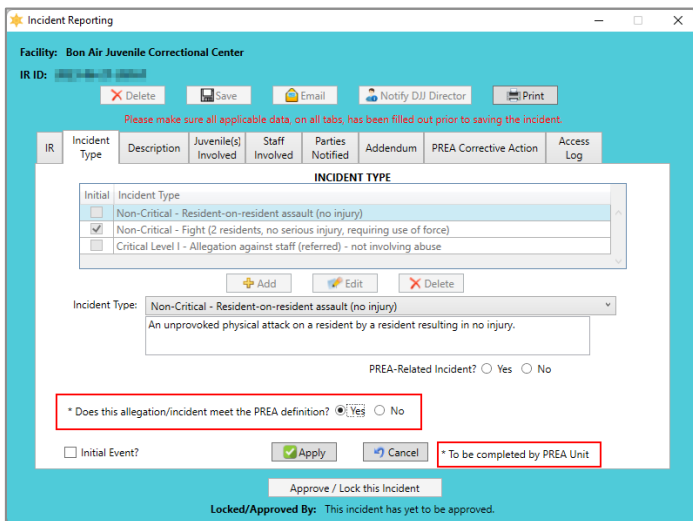 Incident Reporting
Facility: Bon Air Juvenile Correctional Center
IR ID:
Delete Save Email Notify DJJ Director Print
Please make sure all applicable data, on all tabs, has been filled out prior to saving the incident.
IR Incident Type Description Juvenile(s) Involved Staff Involved Parties Notified Addendum PREA Corrective Action Access Log
INCIDENT TYPE
Initial Incident Type
Non-Critical - Resident-on-resident assault (no injury)
Non-Critical - Fight (2 residents, no serious injury, requiring use of force)
Critical Level I - Allegation against staff (referred) - not involving abuse
Add Edit Delete
Incident Type: Non-Critical - Resident-on-resident assault (no injury)
An unprovoked physical attack on a resident by a resident resulting in no injury.
PREA-Related Incident? Yes No
* Does this allegation/incident meet the PREA definition? Yes No
Initial Event? Apply Cancel * To be completed by PREA Unit
Approve / Lock this Incident
Locked/Approved By: This incident has yet to be approved.